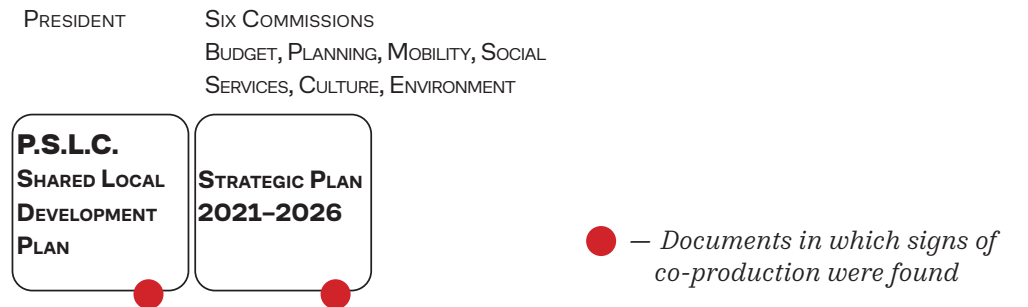 President
Six Commissions
Budget, Planning, Mobility, Social
Services, Culture, Environment
P.S.L.C.
Shared Local
Development
Plan
Strategic Plan
2021–2026
— Documents in which signs of
co-production were found